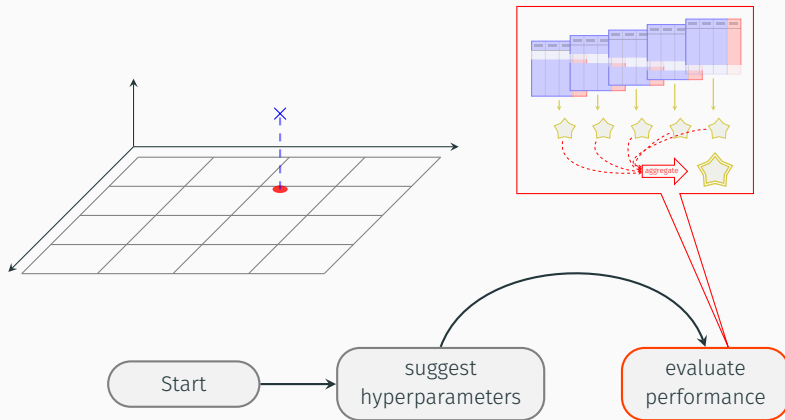 aggregate
Start
suggest
hyperparameters
evaluate
performance